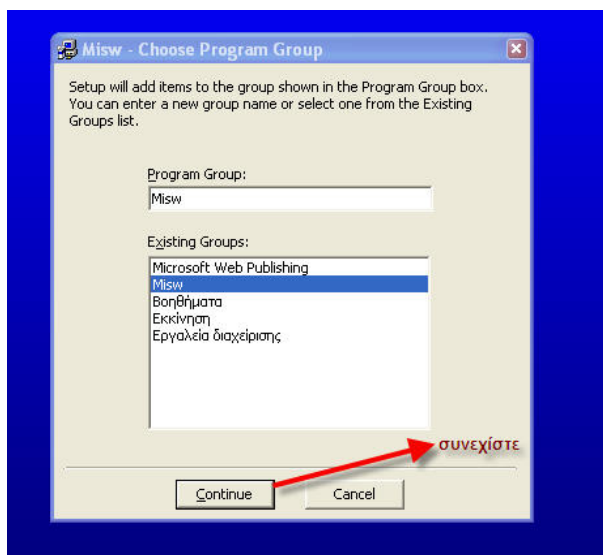 Misw - Choose Program Group
Setup will add items to the group shown in the Program Group box.
You can enter a new group name or select one from the Existing
Groups list.
Program Group:
Misw
Existing Groups:
Microsoft Web Publishing
Misw
Βοηθήματα
Εκκίνηση
Εργαλεία διαχείρισης
συνεχίστε
Continue
Cancel